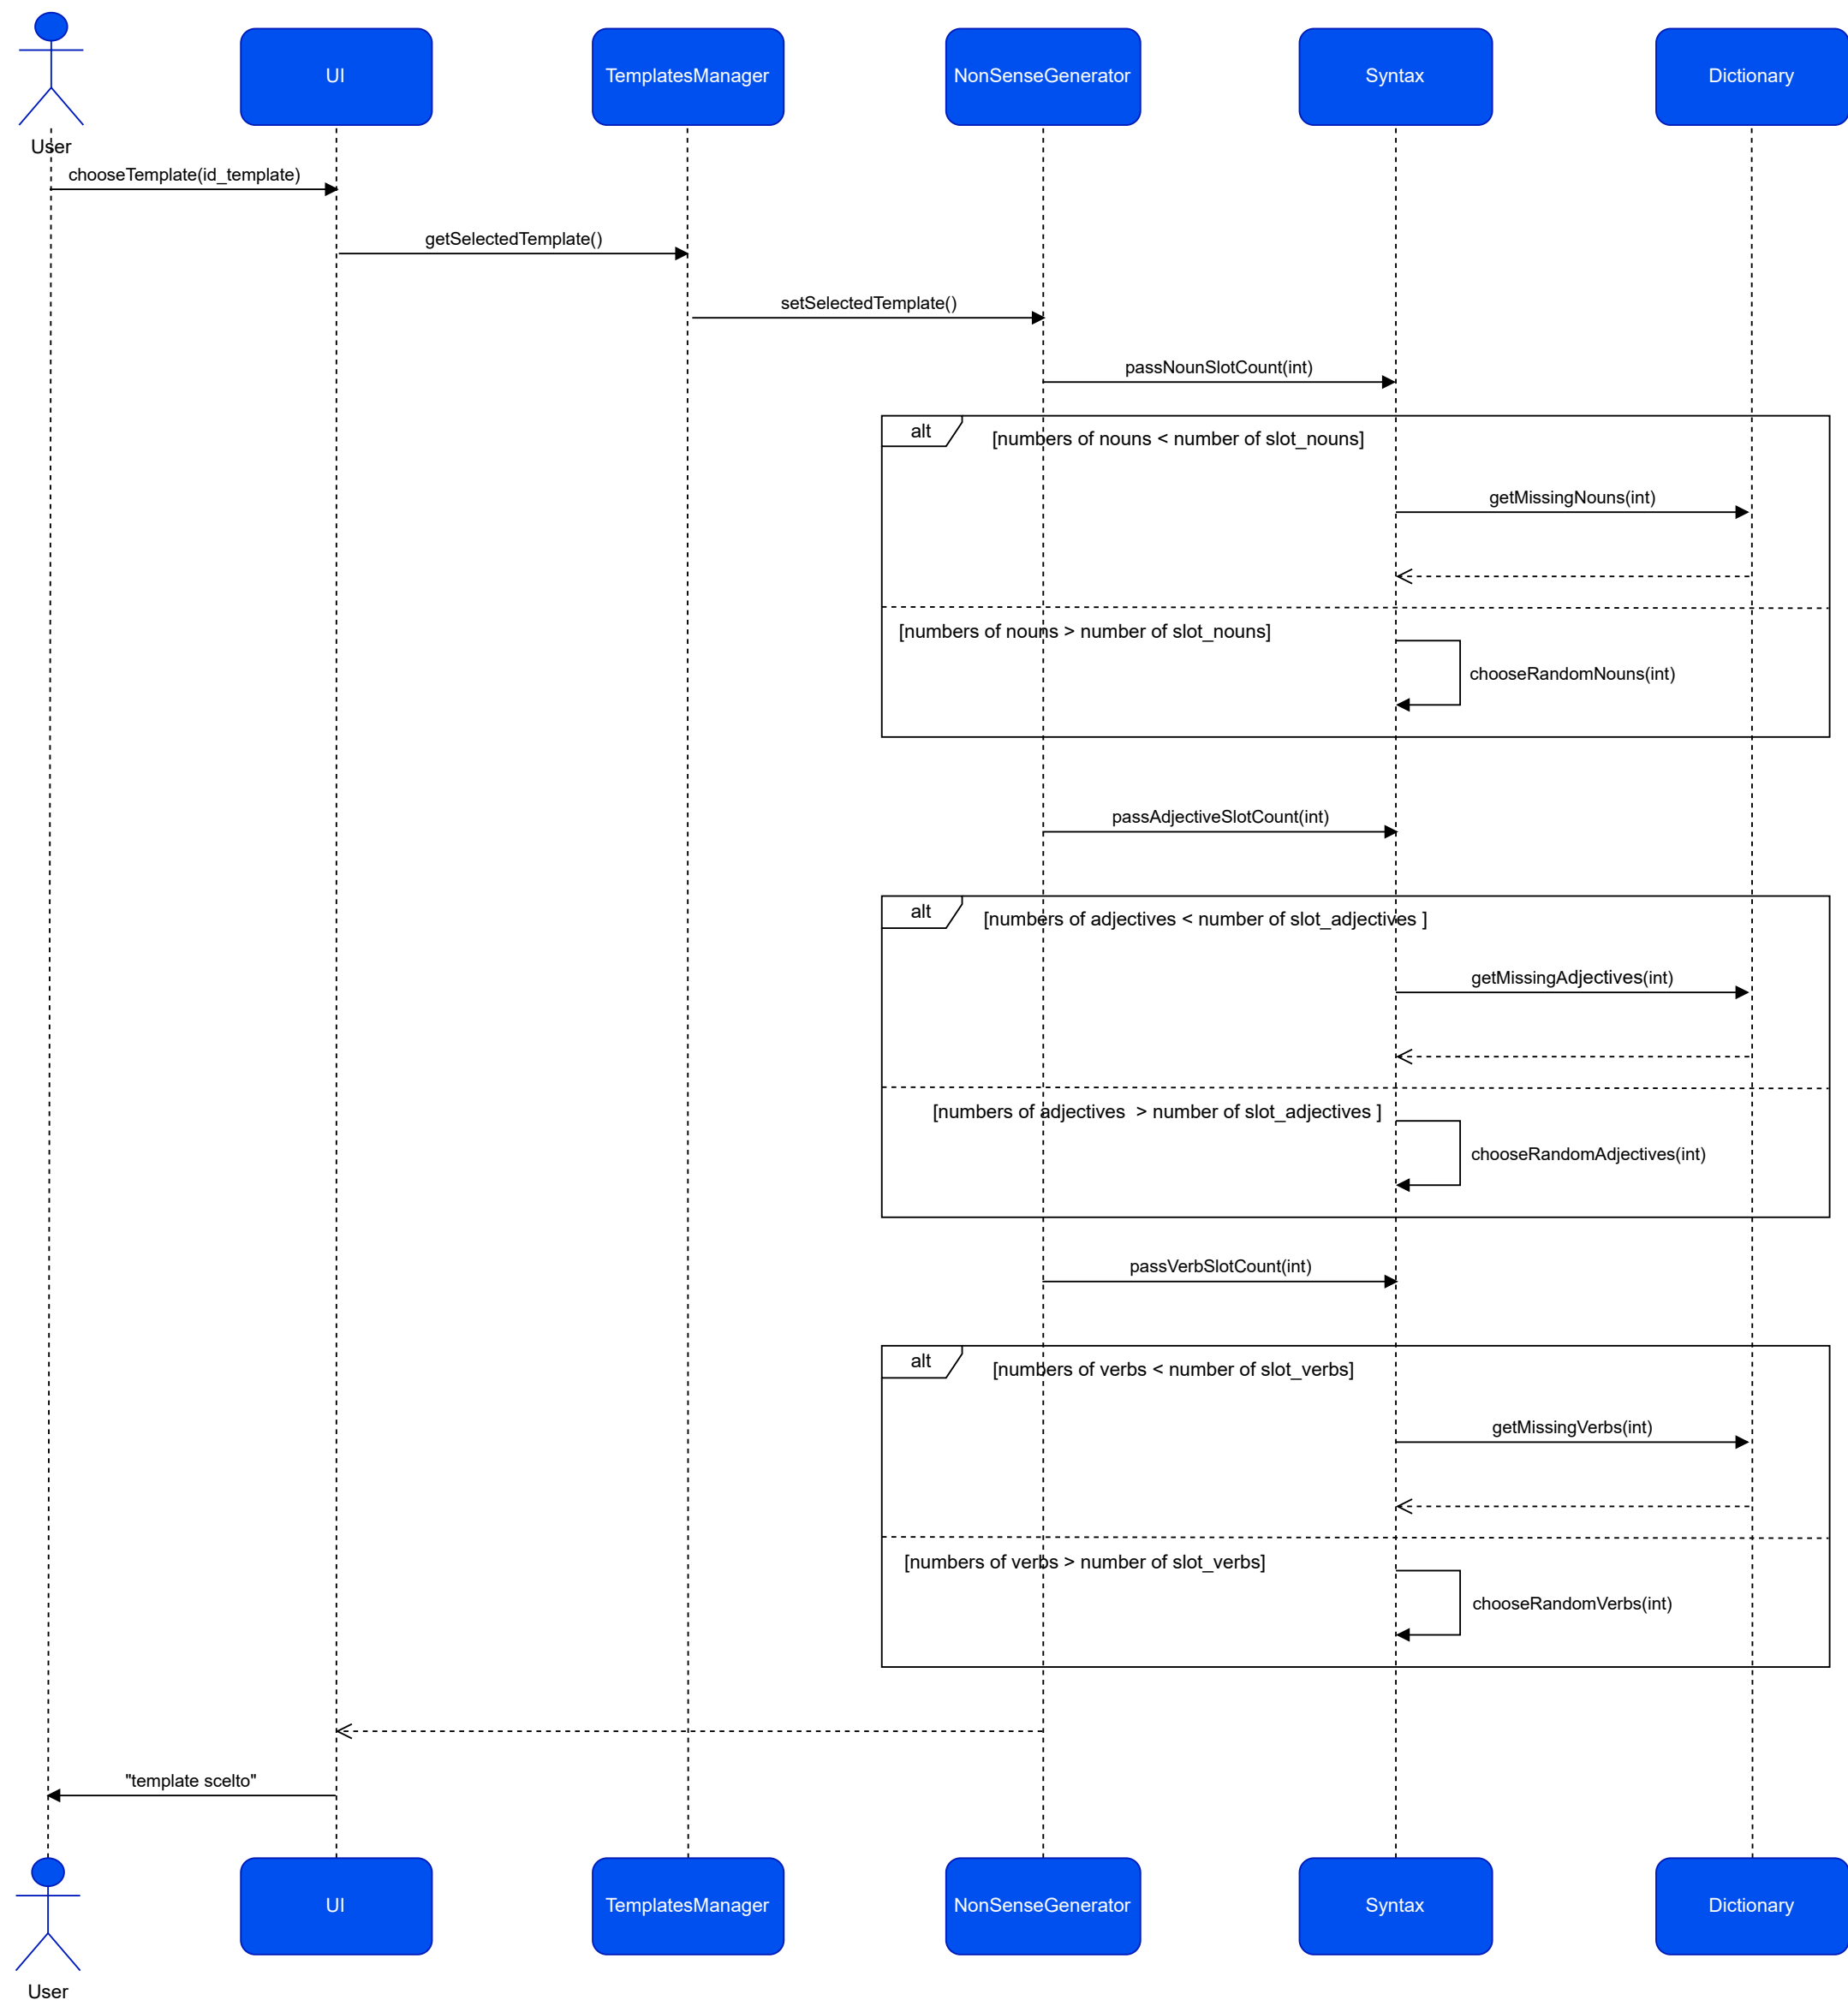 UI
TemplatesManager
NonSenseGenerator
Syntax
Dictionary
User
chooseTemplate(id_template)
getSelectedTemplate()
setSelectedTemplate()
passNounSlotCount(int)
alt
[numbers of nouns < number of slot_nouns]
getMissingNouns(int)
[numbers of nouns > number of slot_nouns]
chooseRandomNouns(int)
passAdjectiveSlotCount(int)
alt
[numbers of adjectives < number of slot_adjectives ]
getMissingAdjectives(int)
[numbers of adjectives  > number of slot_adjectives ]
chooseRandomAdjectives(int)
passVerbSlotCount(int)
alt
[numbers of verbs < number of slot_verbs]
getMissingVerbs(int)
[numbers of verbs > number of slot_verbs]
chooseRandomVerbs(int)
"template scelto"
UI
TemplatesManager
NonSenseGenerator
Syntax
Dictionary
User